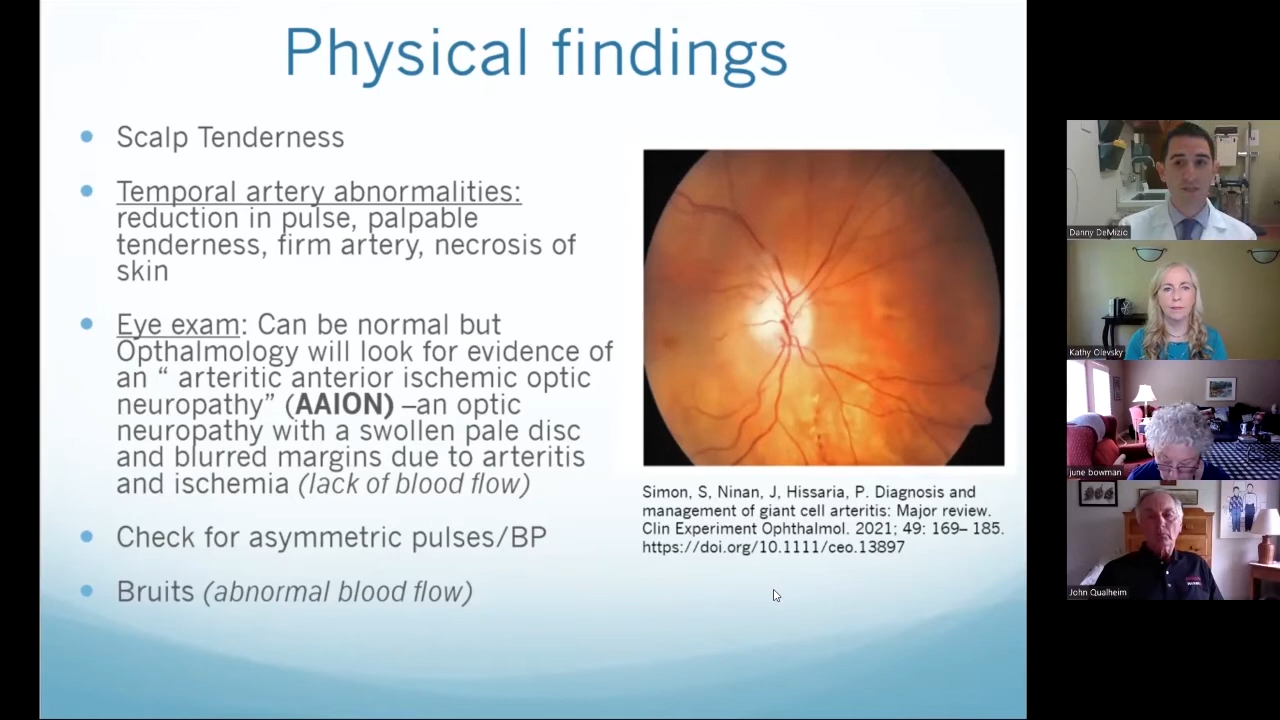 Physical findings
• Scalp Tenderness
• Temporal artery abnormalities:
reduction in pulse, palpable
tenderness, firm artery, necrosis of
skin
• Eye exam: Can be normal but
Opthalmology will look for evidence of
an “ arteritic anterior ischemic optic
neuropathy” (AAION) –an optic
neuropathy with a swollen pale disc
and blurred margins due to arteritis
and ischemia (lack of blood flow)
• Check for asymmetric pulses/BP
• Bruits (abnormal blood flow)
Simon, S, Ninan, J, Hissaria, P. Diagnosis and
management of giant cell arteritis: Major review.
Clin Experiment Ophthalmol. 2021; 49: 169– 185.
https://doi.org/10.1111/ceo.13897
Danny DeMizic
Kathy Olevsky
june bowman
John Qualheim